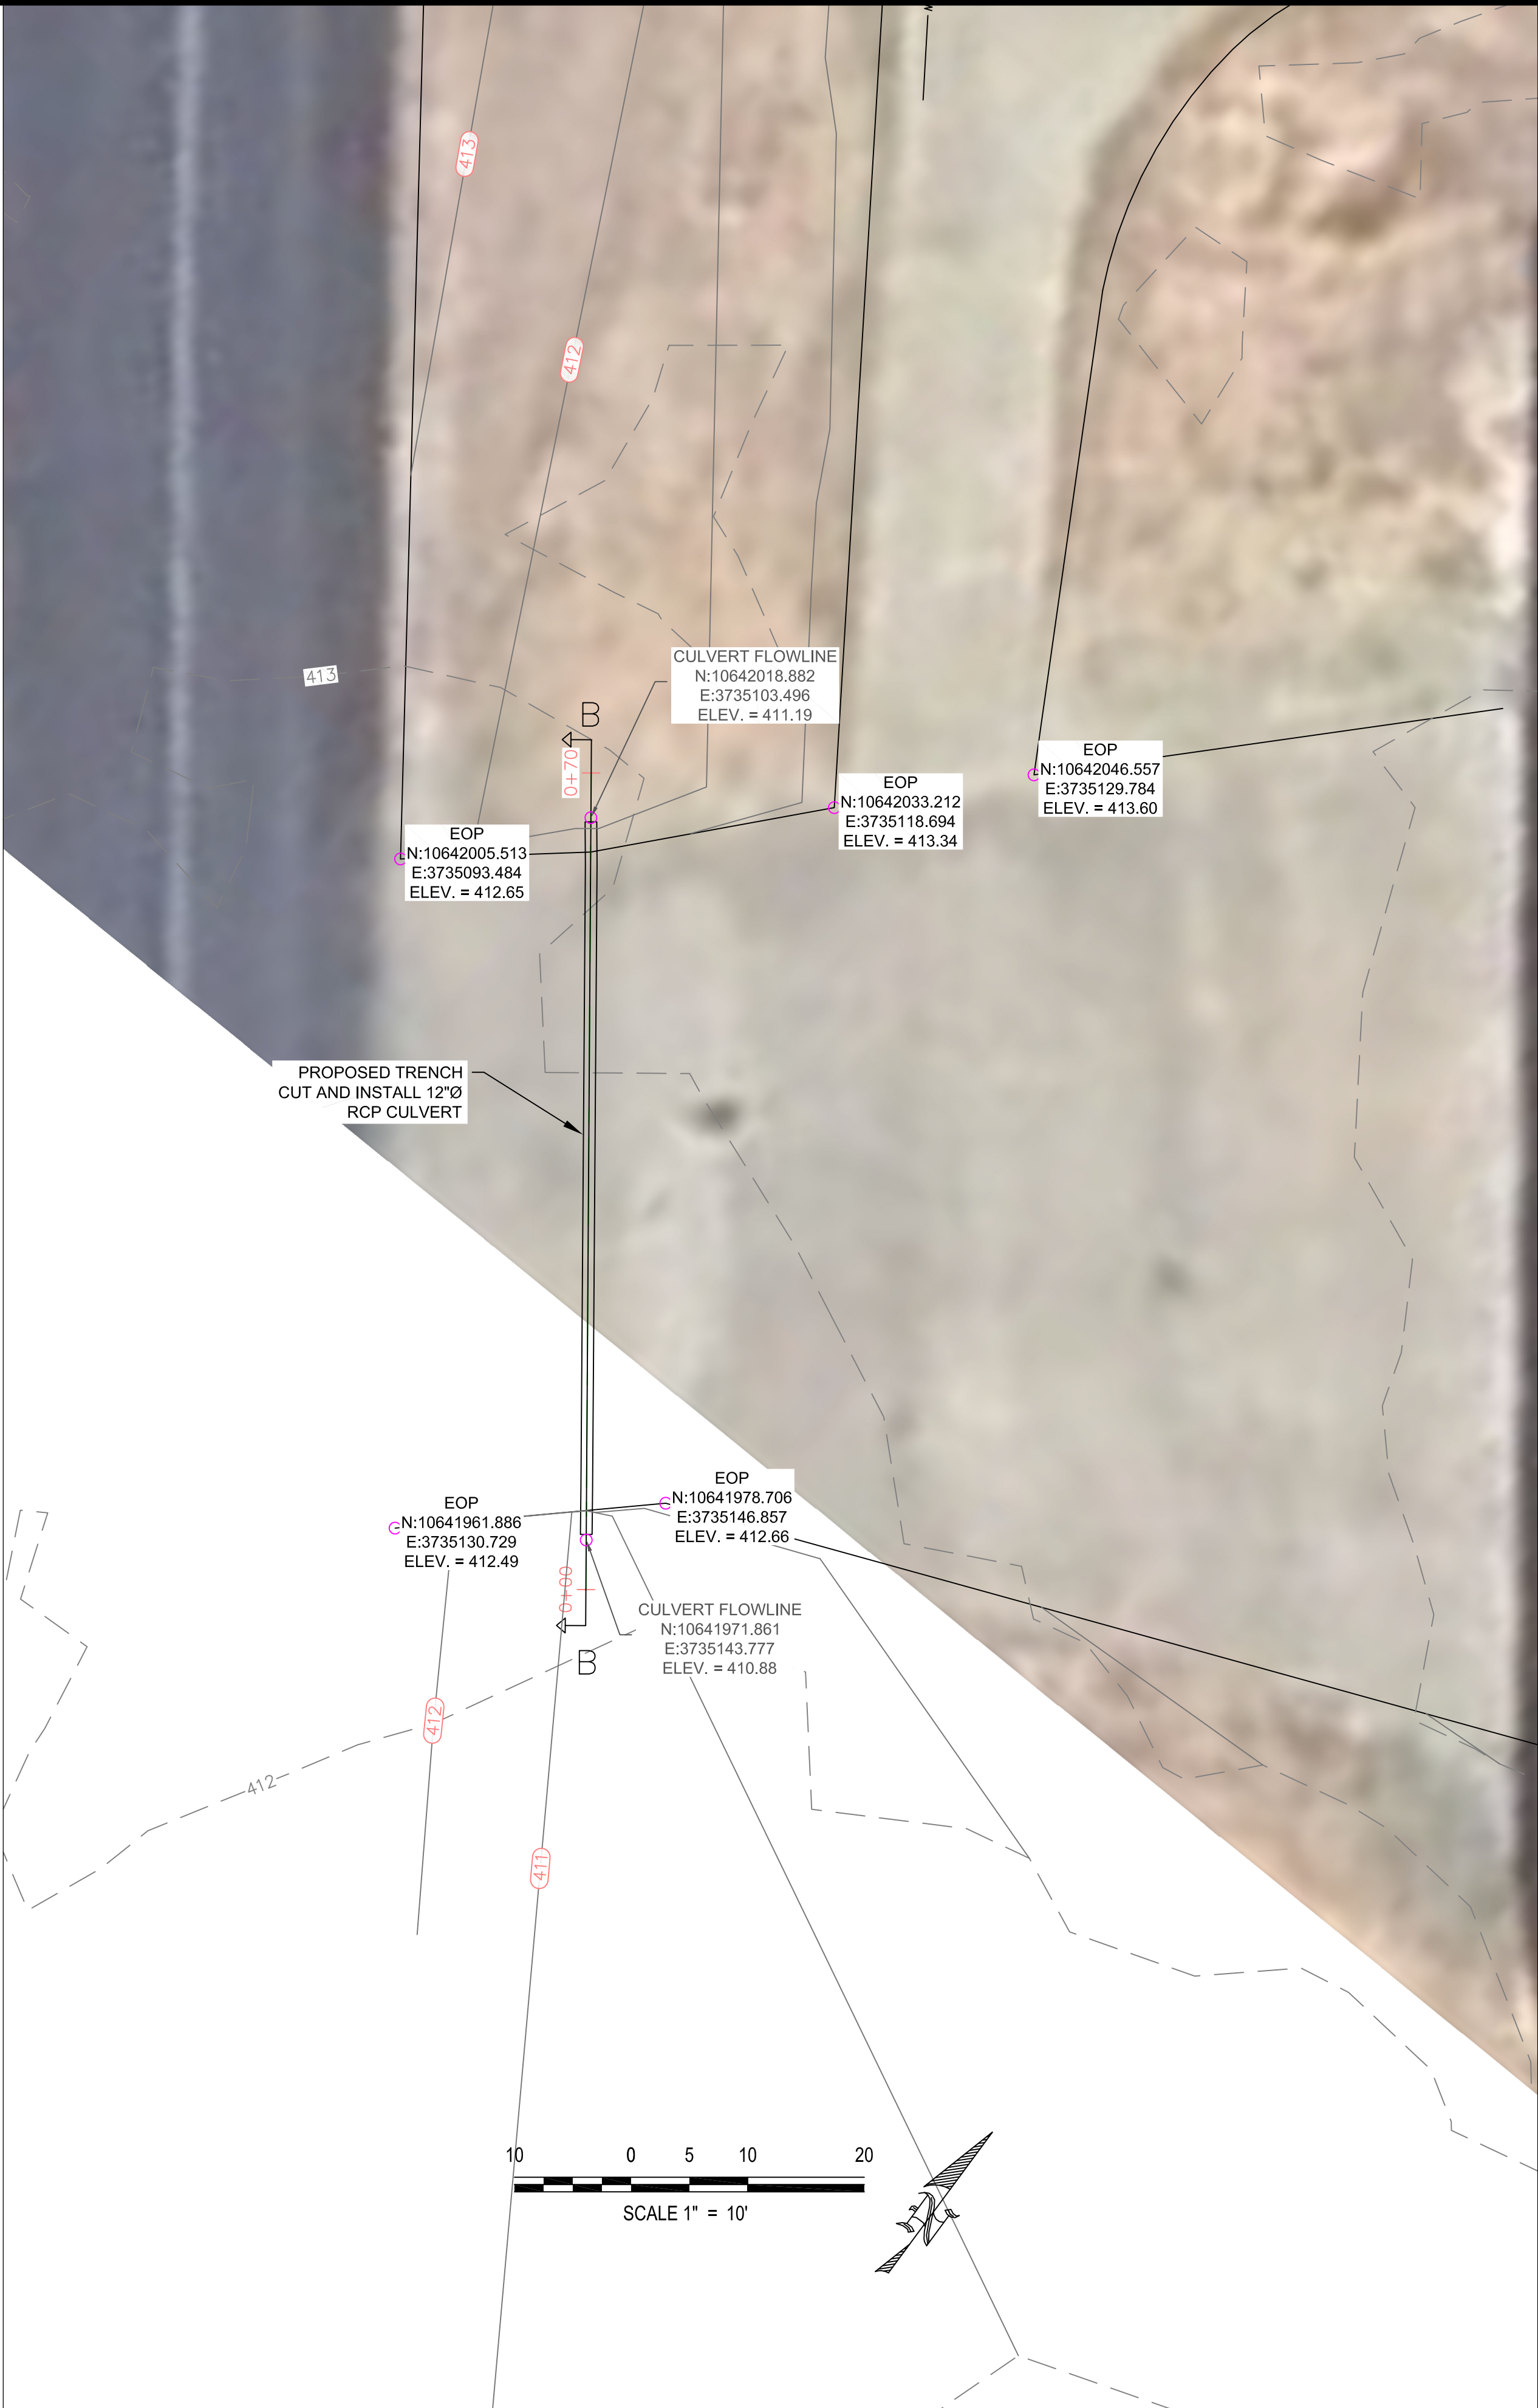 413
412
413
CULVERT FLOWLINE
N:10642018.882
E:3735103.496
ELEV. = 411.19
B
0+70
EOP
N:10642046.557
E:3735129.784
ELEV. = 413.60
EOP
N:10642033.212
E:3735118.694
ELEV. = 413.34
EOP
N:10642005.513
E:3735093.484
ELEV. = 412.65
PROPOSED TRENCH
CUT AND INSTALL 12"Ø
RCP CULVERT
EOP
N:10641978.706
E:3735146.857
ELEV. = 412.66
EOP
N:10641961.886
E:3735130.729
ELEV. = 412.49
0+00
CULVERT FLOWLINE
N:10641971.861
E:3735143.777
ELEV. = 410.88
B
412
412
411
10 0 5 10 20
SCALE 1" = 10'
N